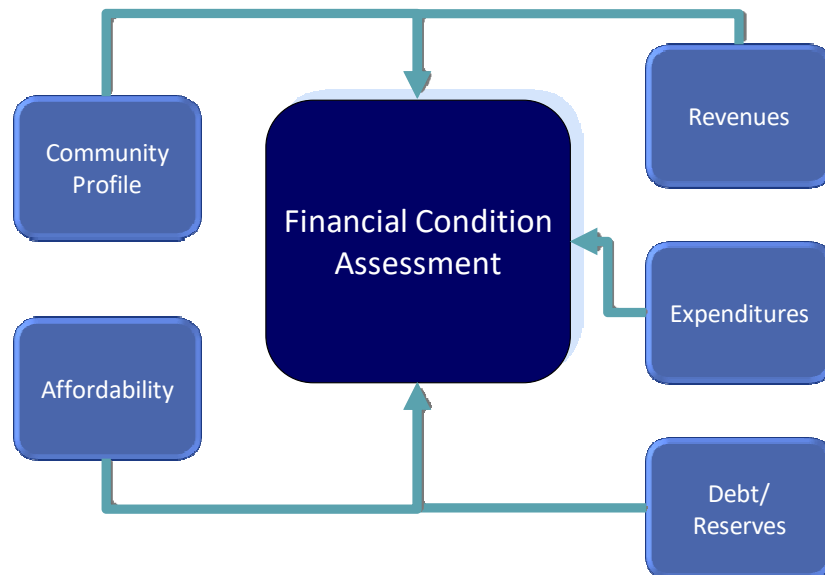 Community
Profile
Revenues
Financial Condition
Assessment
Expenditures
Affordability
Debt/
Reserves